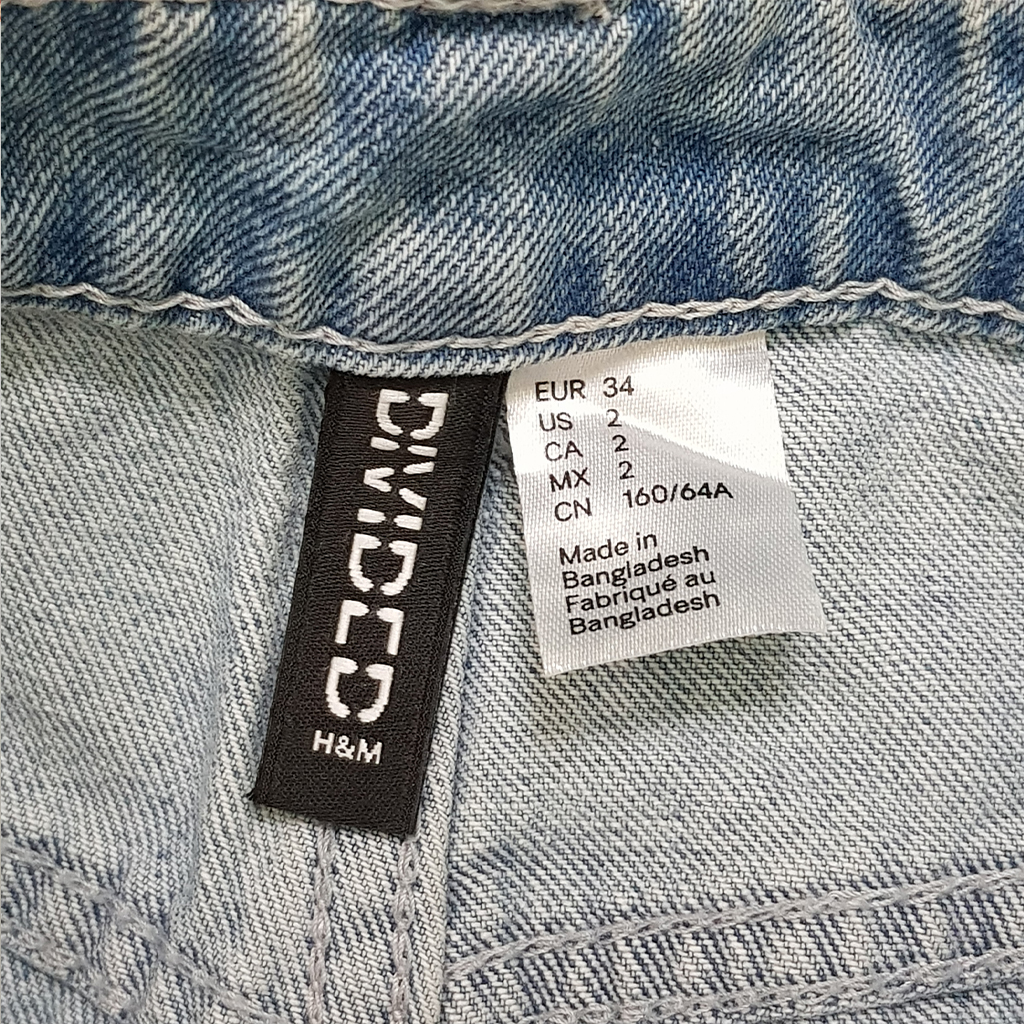 DIVIDED
H&M
EUR 34
US 2
CA 2
MX 2
CN 160/64A
Made in
Bangladesh
Fabriqué au
Bangladesh